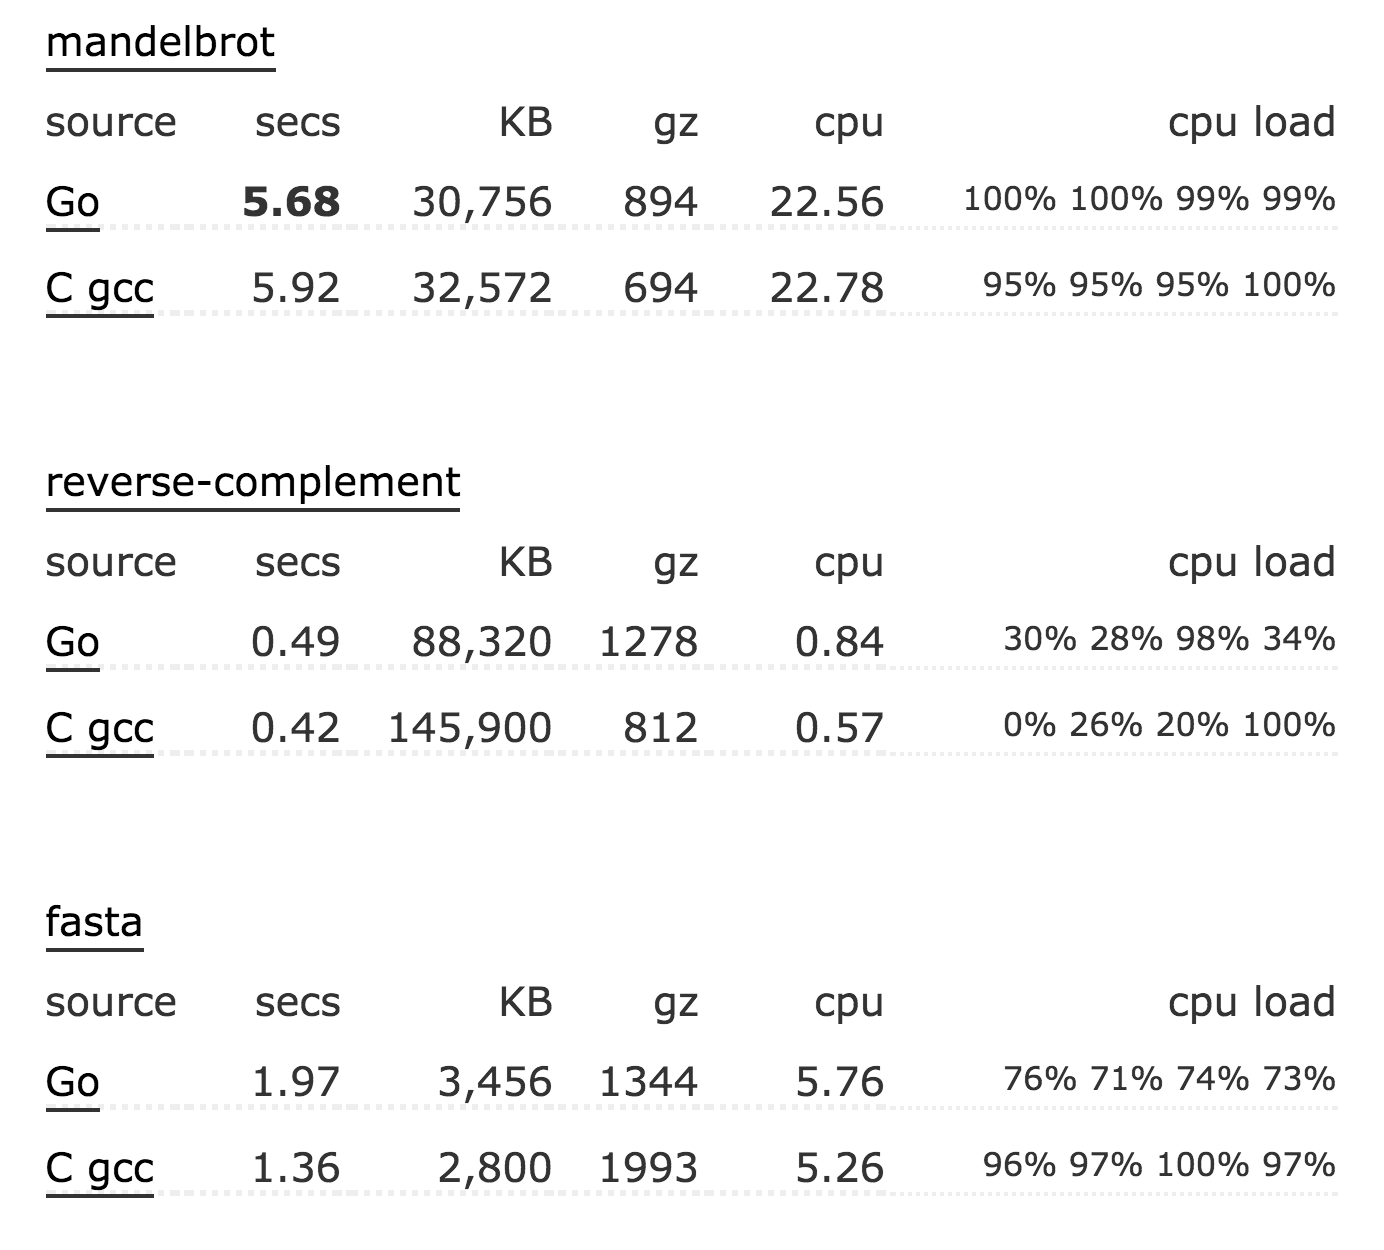 mandelbrot
source secs KB gz cpu cpu load
Go 5.68 30,756 894 22.56 100% 100% 99% 99%
C gcc 5.92 32,572 694 22.78 95% 95% 95% 100%
reverse-complement
source secs KB gz cpu cpu load
Go 0.49 88,320 1278 0.84 30% 28% 98% 34%
C gcc 0.42 145,900 812 0.57 0% 26% 20% 100%
fasta
source secs KB gz cpu cpu load
Go 1.97 3,456 1344 5.76 76% 71% 74% 73%
C gcc 1.36 2,800 1993 5.26 96% 97% 100% 97%